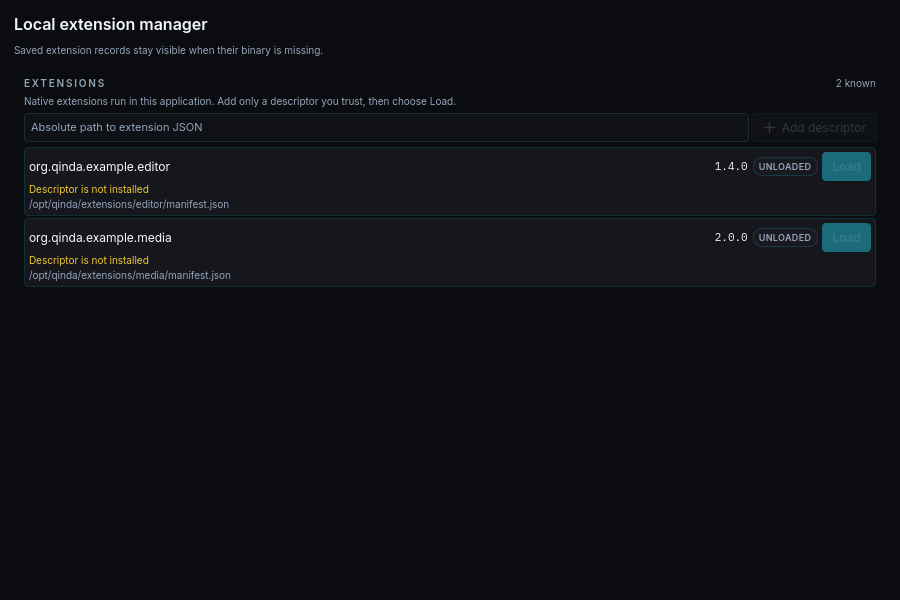 Local extension manager
Saved extension records stay visible when their binary is missing.
EXTENSIONS 2 known
Native extensions run in this application. Add only a descriptor you trust, then choose Load.
Absolute path to extension JSON + Add descriptor
org.qinda.example.editor 1.4.0 UNLOADED Load
Descriptor is not installed
/opt/qinda/extensions/editor/manifest.json
org.qinda.example.media 2.0.0 UNLOADED Load
Descriptor is not installed
/opt/qinda/extensions/media/manifest.json